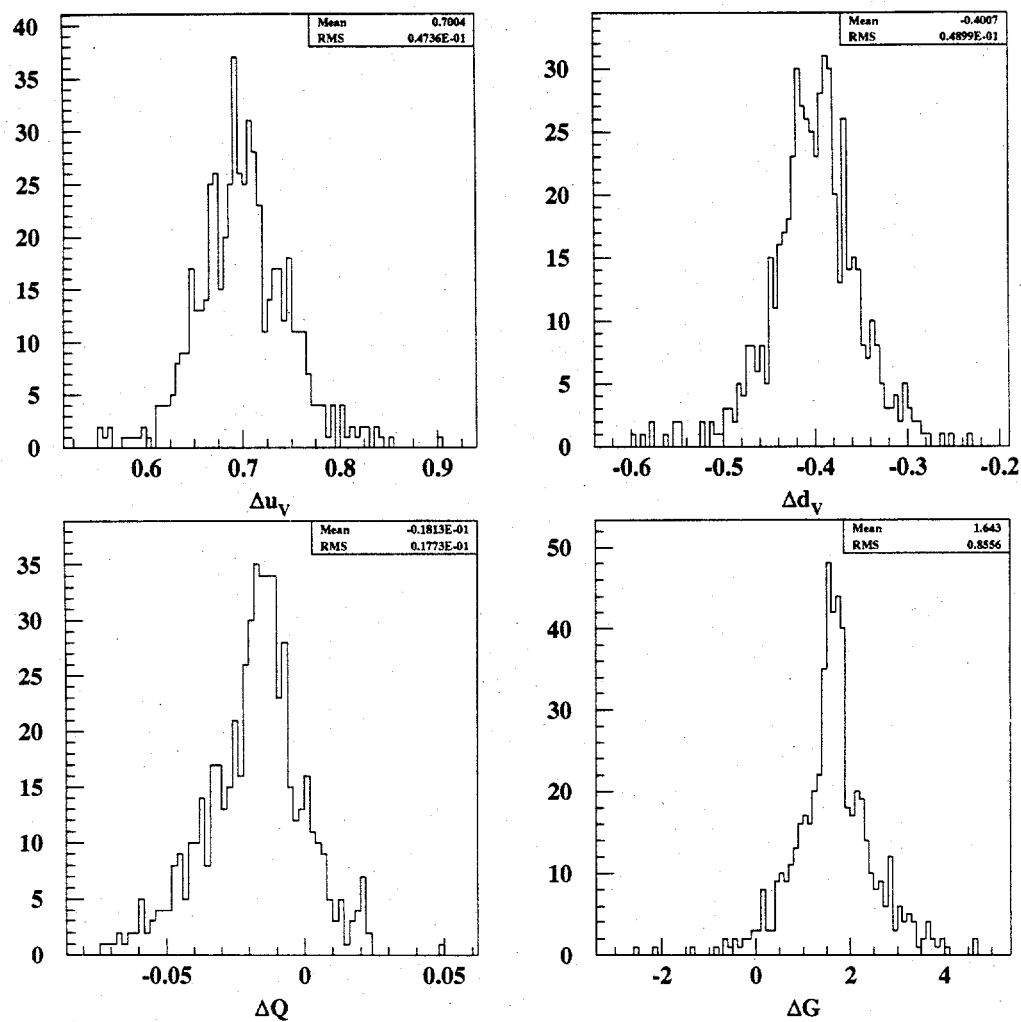 Mean 0.7004
RMS 0.4736E-01
40
35
30
25
20
15
10
5
0
0.6 0.7 0.8 0.9
Δu_V
Mean -0.4007
RMS 0.4899E-01
30
25
20
15
10
5
0
-0.6 -0.5 -0.4 -0.3 -0.2
Δd_V
Mean -0.1813E-01
RMS 0.1773E-01
35
30
25
20
15
10
5
0
-0.05 0 0.05
ΔQ
Mean 1.643
RMS 0.8556
50
40
30
20
10
0
-2 0 2 4
ΔG